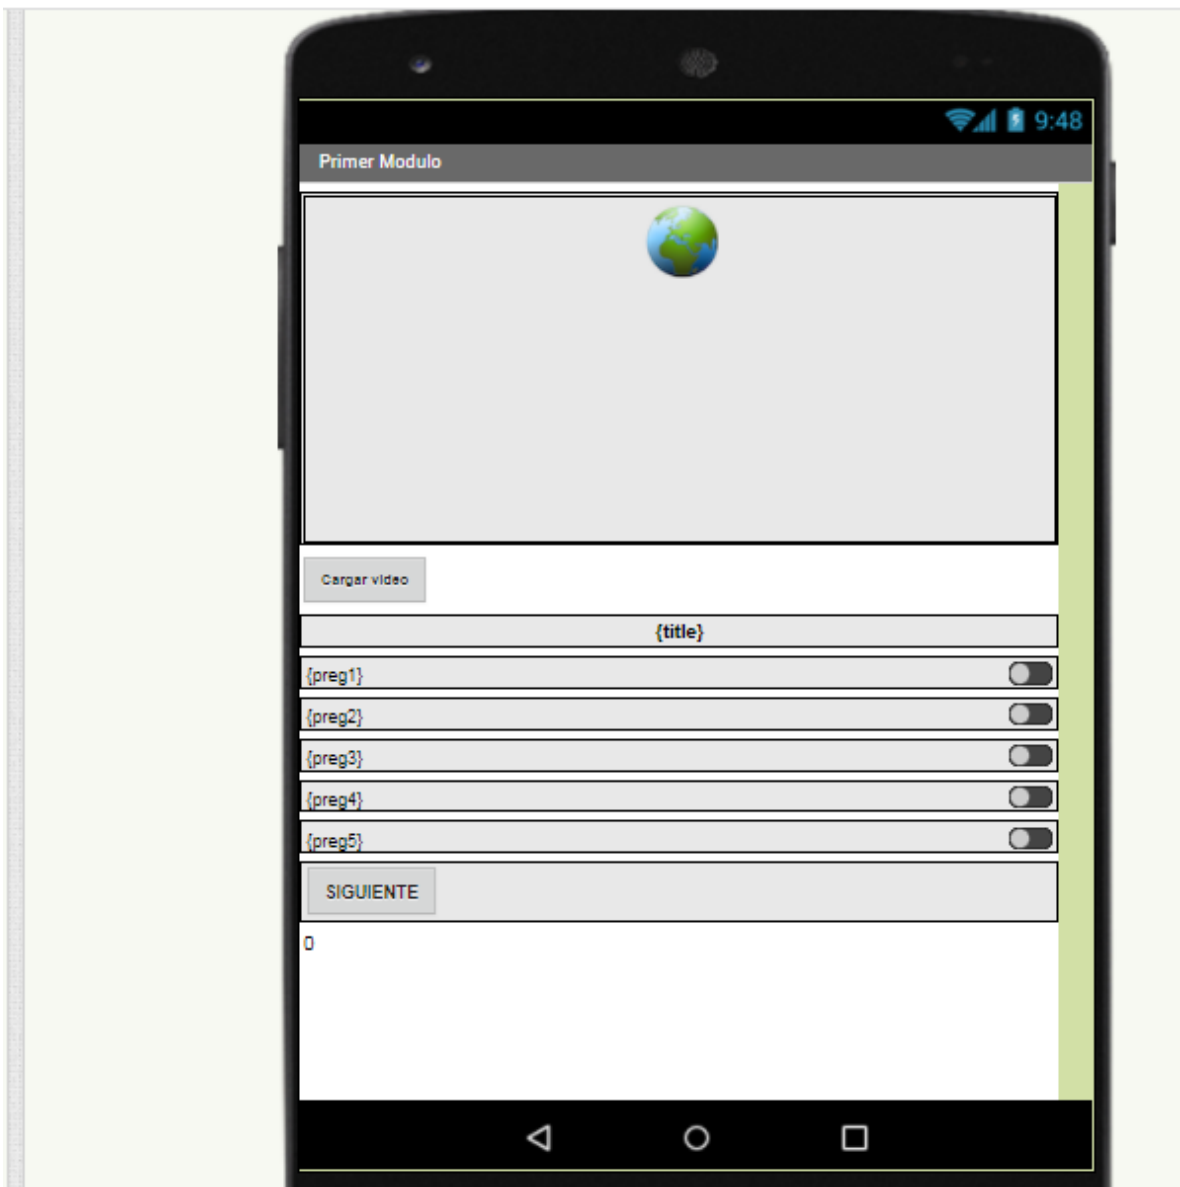 9:48
Primer Modulo
Cargar video
{title}
{preg1}
{preg2}
{preg3}
{preg4}
{preg5}
SIGUIENTE
0